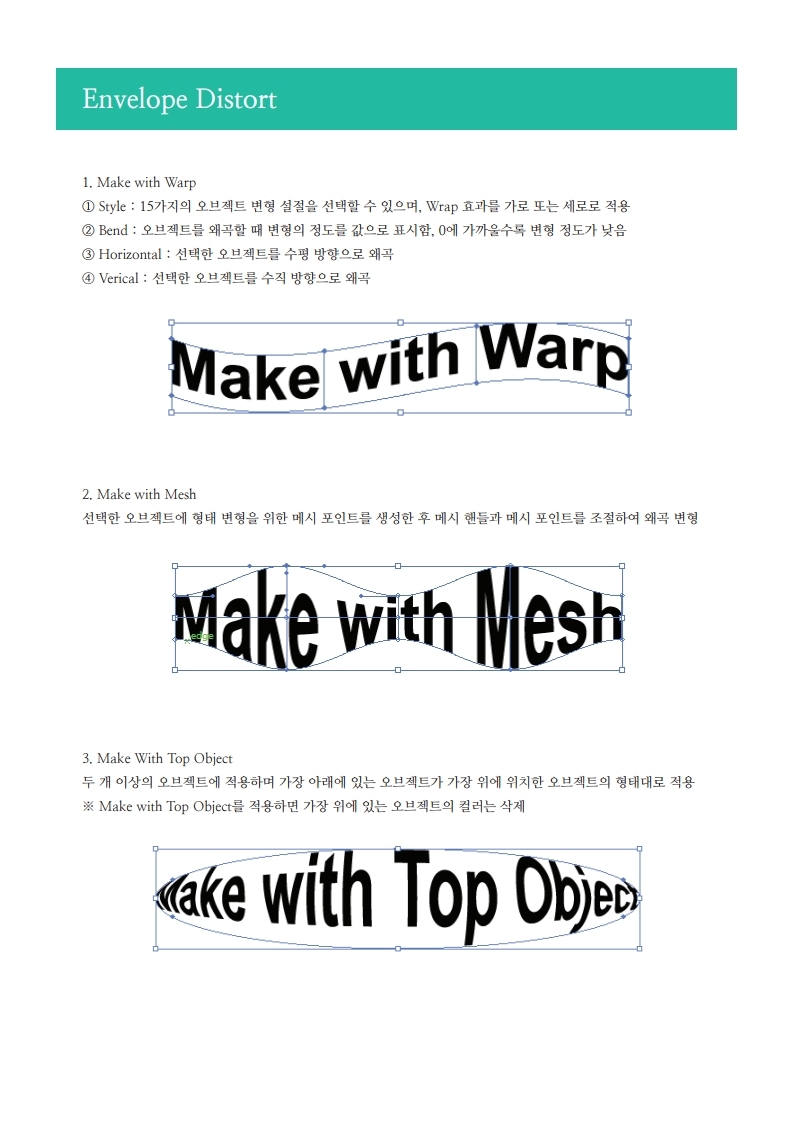 Envelope Distort
1. Make with Warp
① Style : 15가지의 오브젝트 변형 설절을 선택할 수 있으며, Wrap 효과를 가로 또는 세로로 적용
② Bend : 오브젝트를 왜곡할 때 변형의 정도를 값으로 표시함, 0에 가까울수록 변형 정도가 낮음
③ Horizontal : 선택한 오브젝트를 수평 방향으로 왜곡
④ Verical : 선택한 오브젝트를 수직 방향으로 왜곡
Make with Warp
2. Make with Mesh
선택한 오브젝트에 형태 변형을 위한 메시 포인트를 생성한 후 메시 핸들과 메시 포인트를 조절하여 왜곡 변형
Make with Mesh
edge
3. Make With Top Object
두 개 이상의 오브젝트에 적용하며 가장 아래에 있는 오브젝트가 가장 위에 위치한 오브젝트의 형태대로 적용
※ Make with Top Object를 적용하면 가장 위에 있는 오브젝트의 컬러는 삭제
Make with Top Object